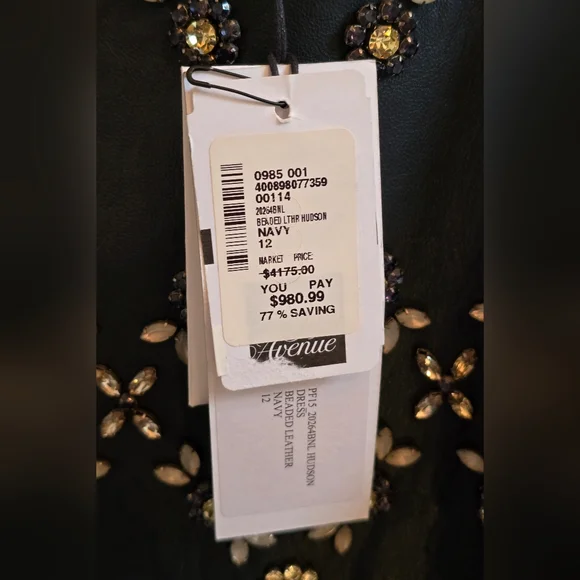 0985 001
400898077359
00114
20264BNL
BEADED LTHR HUDSON
NAVY
12
MARKET PRICE:
$4175.00
YOU PAY
$980.99
77 % SAVING
Avenue
PF15 20264BNL HUDSON
DRESS
BEADED LEATHER
NAVY
12